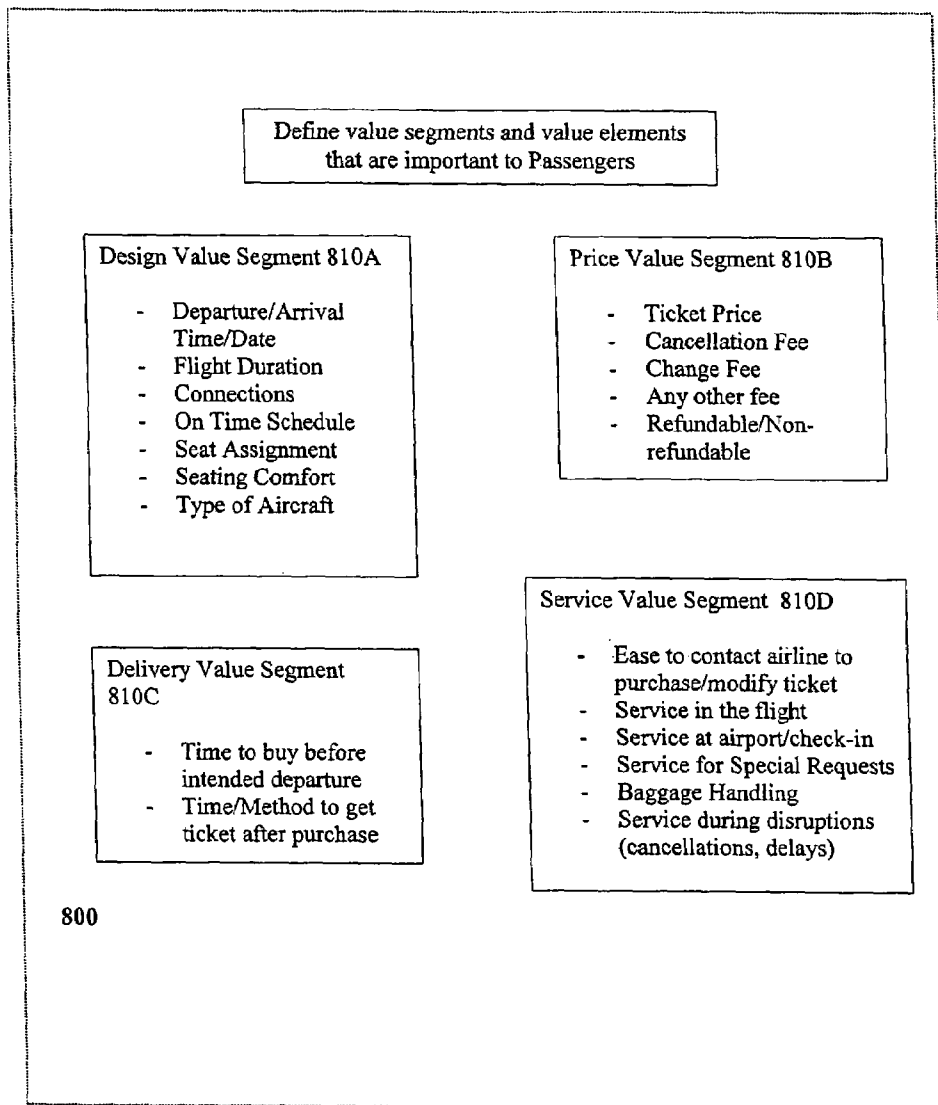 Define value segments and value elements
that are important to Passengers
Design Value Segment 810A
- Departure/Arrival
Time/Date
- Flight Duration
- Connections
- On Time Schedule
- Seat Assignment
- Seating Comfort
- Type of Aircraft
Price Value Segment 810B
- Ticket Price
- Cancellation Fee
- Change Fee
- Any other fee
- Refundable/Non-
refundable
Delivery Value Segment
810C
- Time to buy before
intended departure
- Time/Method to get
ticket after purchase
Service Value Segment 810D
- Ease to contact airline to
purchase/modify ticket
- Service in the flight
- Service at airport/check-in
- Service for Special Requests
- Baggage Handling
- Service during disruptions
(cancellations, delays)
800